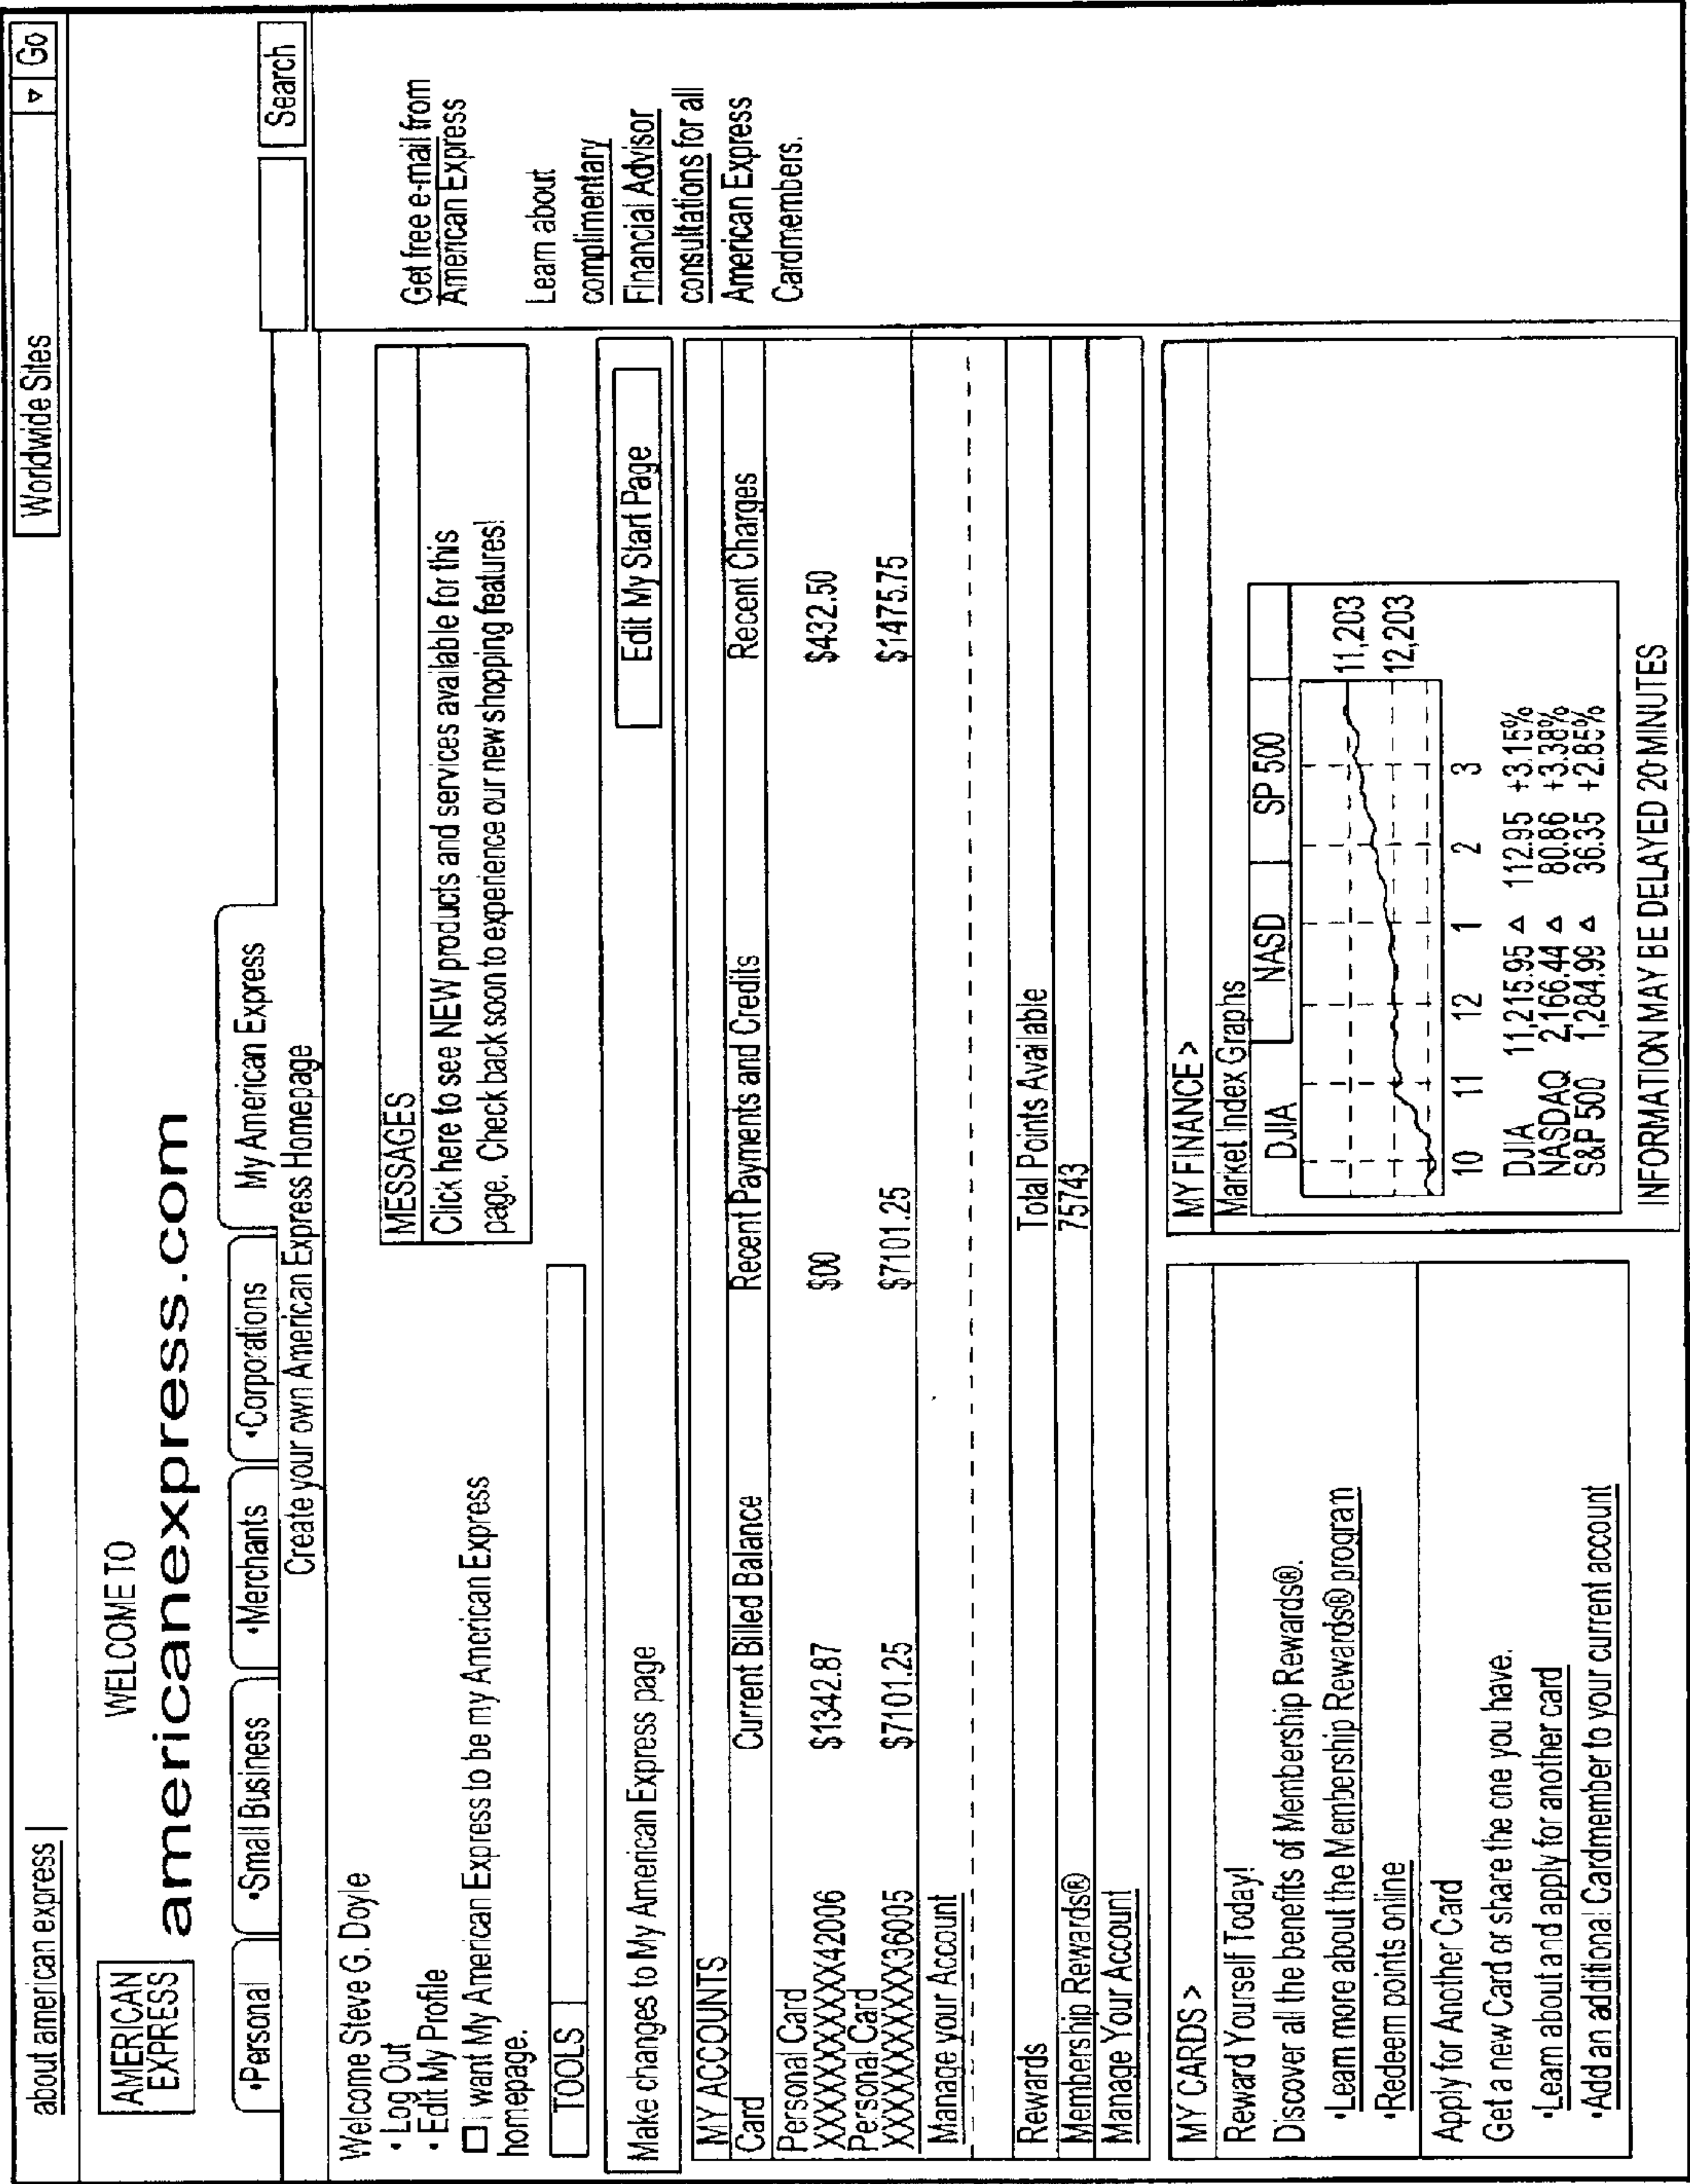 about american express
Worldwide Sites
Go
AMERICAN
EXPRESS
WELCOME TO
americanexpress.com
•Personal
•Small Business
•Merchants
•Corporations
My American Express
Search
Create your own American Express Homepage
Welcome Steve G. Doyle
• Log Out
• Edit My Profile
I want My American Express to be my American Express
homepage.
MESSAGES
Click here to see NEW products and services available for this
page. Check back soon to experience our new shopping features!
TOOLS
Make changes to My American Express page
Edit My Start Page
MY ACCOUNTS
Card Current Billed Balance Recent Payments and Credits Recent Charges
Personal Card
XXXXXXXXXX42006 $1342.87 $00 $432.50
Personal Card
XXXXXXXXXX36005 $7101.25 $7101.25 $1475.75
Manage your Account
Rewards Total Points Available
Membership Rewards® 75743
Manage Your Account
MY CARDS >
Reward Yourself Today!
Discover all the benefits of Membership Rewards®.
•Learn more about the Membership Rewards® program
•Redeem points online
Apply for Another Card
Get a new Card or share the one you have.
•Learn about and apply for another card
•Add an additional Cardmember to your current account
MY FINANCE >
Market Index Graphs
DJIA NASD SP 500
11,203
12,203
10 11 12 1 2 3
DJIA 11,215.95 112.95 +3.15%
NASDAQ 2,166.44 80.86 +3.38%
S&P 500 1,284.99 36.35 +2.85%
INFORMATION MAY BE DELAYED 20 MINUTES
Get free e-mail from
American Express
Learn about
complimentary
Financial Advisor
consultations for all
American Express
Cardmembers.